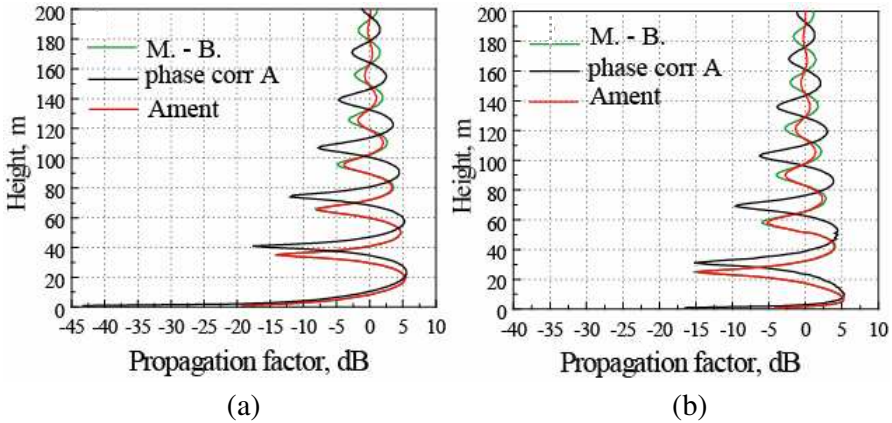 200
180
160
140
120
100
80
60
40
20
0
Height, m
M. - B.
phase corr A
Ament
-45 -40 -35 -30 -25 -20 -15 -10 -5 0 5 10
Propagation factor, dB
(a)
200
180
160
140
120
100
80
60
40
20
0
Height, m
M. - B.
phase corr A
Ament
-40 -35 -30 -25 -20 -15 -10 -5 0 5 10
Propagation factor, dB
(b)